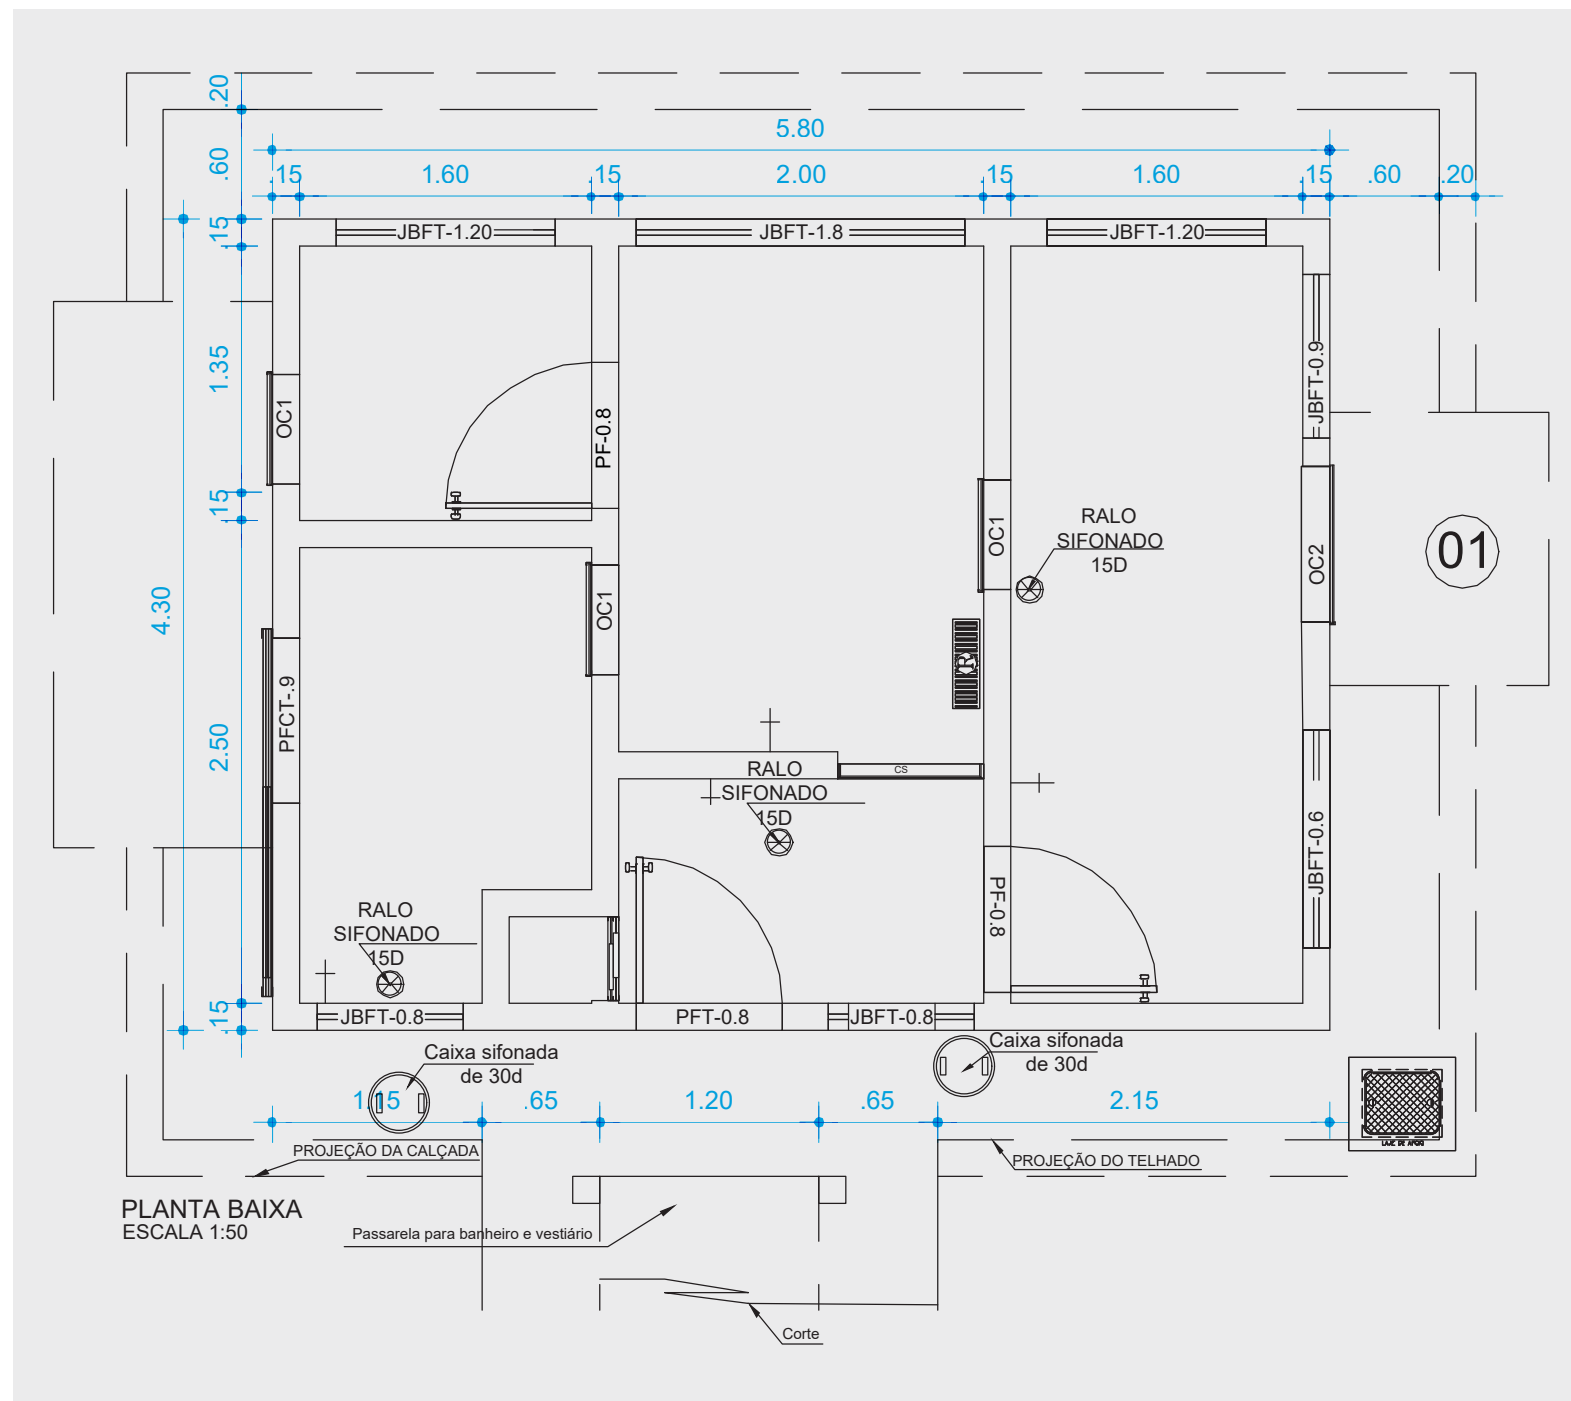 .20
5.80
.60
.15
1.60
.15
2.00
.15
1.60
.15
.60
.20
.15
JBFT-1.20
JBFT-1.8
JBFT-1.20
JBFT-0.9
1.35
OC1
PF-0.8
.15
OC1
RALO
SIFONADO
15D
OC2
01
4.30
OC1
R
PFCT-.9
2.50
RALO
SIFONADO
15D
CS
JBFT-0.6
PF-0.8
RALO
SIFONADO
15D
.15
JBFT-0.8
PFT-0.8
JBFT-0.8
Caixa sifonada
de 30d
Caixa sifonada
de 30d
1.15
.65
1.20
.65
2.15
LAJE DE APOIO
PROJEÇÃO DA CALÇADA
PROJEÇÃO DO TELHADO
PLANTA BAIXA
ESCALA 1:50
Passarela para banheiro e vestiário
Corte